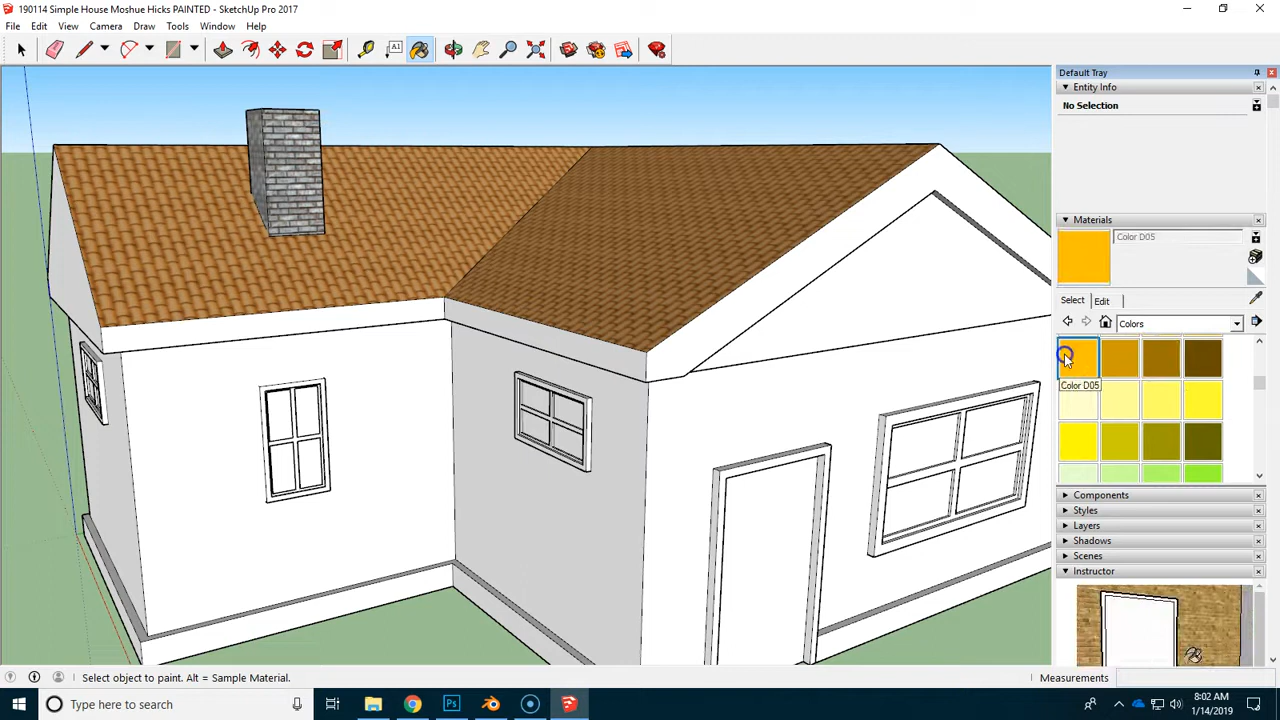 190114 Simple House Moshue Hicks PAINTED - SketchUp Pro 2017
File Edit View Camera Draw Tools Window Help
A1
Default Tray
Entity Info
No Selection
Materials
Color D05
Select Edit
Colors
Color D05
Components
Styles
Layers
Shadows
Scenes
Instructor
Select object to paint. Alt = Sample Material.
Measurements
Type here to search
Ps
8:02 AM
1/14/2019